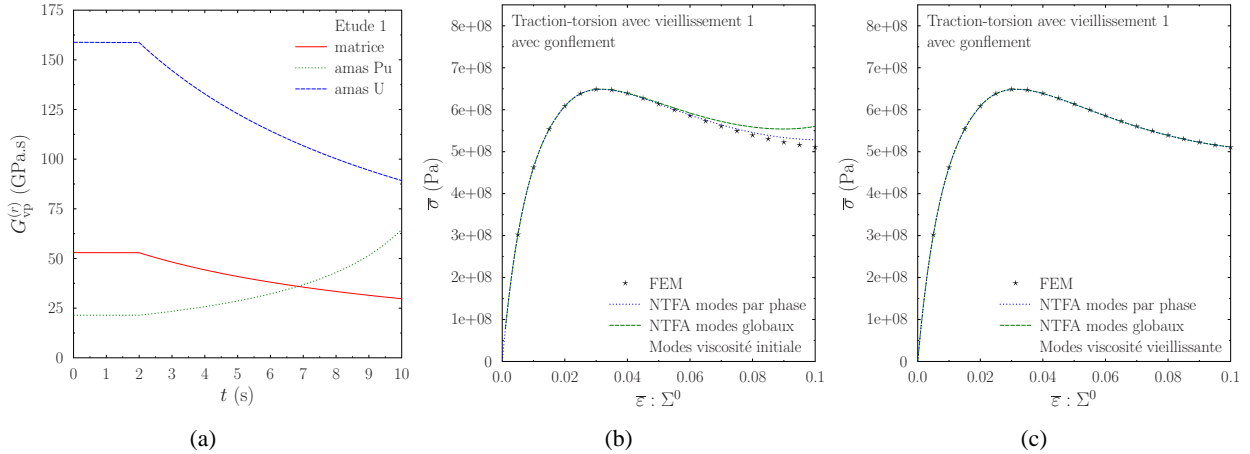 Etude 1
matrice
amas Pu
amas U
175
150
125
100
75
50
25
0
G_vp^(r) (GPa.s)
0 1 2 3 4 5 6 7 8 9 10
t (s)
(a)
Traction-torsion avec vieillissement 1
avec gonflement
8e+08
7e+08
6e+08
5e+08
4e+08
3e+08
2e+08
1e+08
0
σ̅ (Pa)
FEM
NTFA modes par phase
NTFA modes globaux
Modes viscosité initiale
0.0 0.02 0.04 0.06 0.08 0.1
ε̅ : Σ⁰
(b)
Traction-torsion avec vieillissement 1
avec gonflement
8e+08
7e+08
6e+08
5e+08
4e+08
3e+08
2e+08
1e+08
0
σ̅ (Pa)
FEM
NTFA modes par phase
NTFA modes globaux
Modes viscosité vieillissante
0.0 0.02 0.04 0.06 0.08 0.1
ε̅ : Σ⁰
(c)